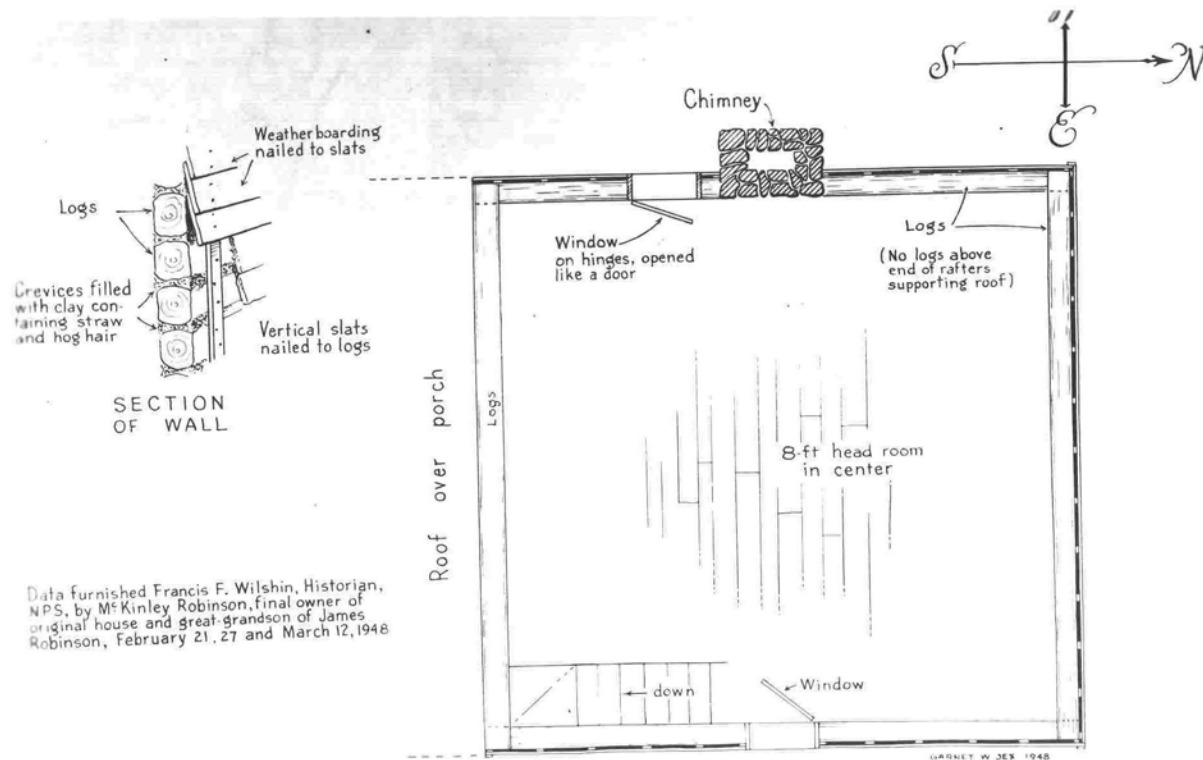 S
N
E
Chimney
Weatherboarding
nailed to slats
Logs
Crevices filled
with clay con-
taining straw
and hog hair
Vertical slats
nailed to logs
SECTION
OF WALL
Window
on hinges, opened
like a door
Logs
(No logs above
end of rafters
supporting roof)
Roof over porch
Logs
8-ft head room
in center
Data furnished Francis F. Wilshin, Historian,
NPS, by McKinley Robinson, final owner of
original house and great-grandson of James
Robinson, February 21, 27 and March 12, 1948
down
Window
GARNET W JEX 1948